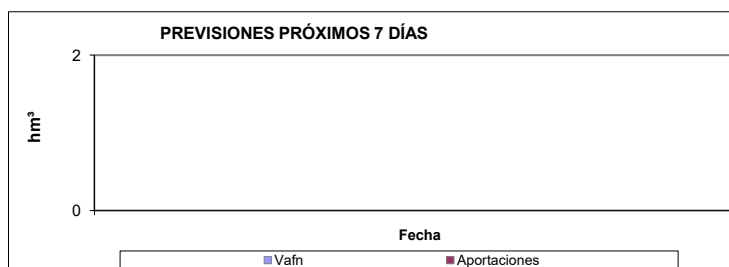 PREVISIONES PRÓXIMOS 7 DÍAS
2
hm³
0
Fecha
Vafn Aportaciones